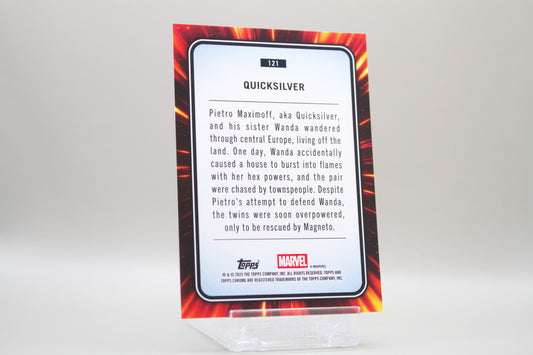 121
QUICKSILVER
Pietro Maximoff, aka Quicksilver,
and his sister Wanda wandered
through central Europe, living off the
land. One day, Wanda accidentally
caused a house to burst into flames
with her hex powers, and the pair
were chased by townspeople. Despite
Pietro's attempt to defend Wanda,
the twins were soon overpowered,
only to be rescued by Magneto.
TOPPS MARVEL
© MARVEL
® & © 2025 THE TOPPS COMPANY, INC. ALL RIGHTS RESERVED. TOPPS AND
TOPPS CHROME ARE REGISTERED TRADEMARKS OF THE TOPPS COMPANY, INC.